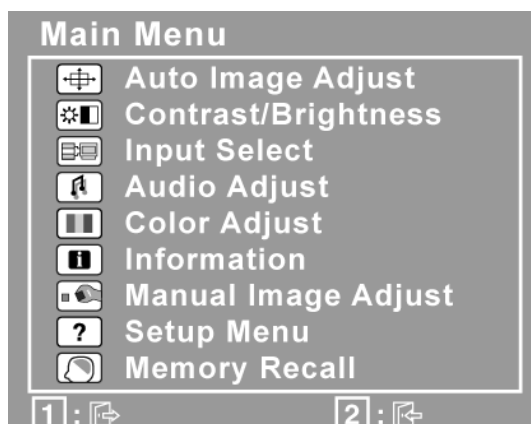 Main Menu
Auto Image Adjust
Contrast/Brightness
Input Select
Audio Adjust
Color Adjust
i Information
Manual Image Adjust
? Setup Menu
Memory Recall
1 : 2 :